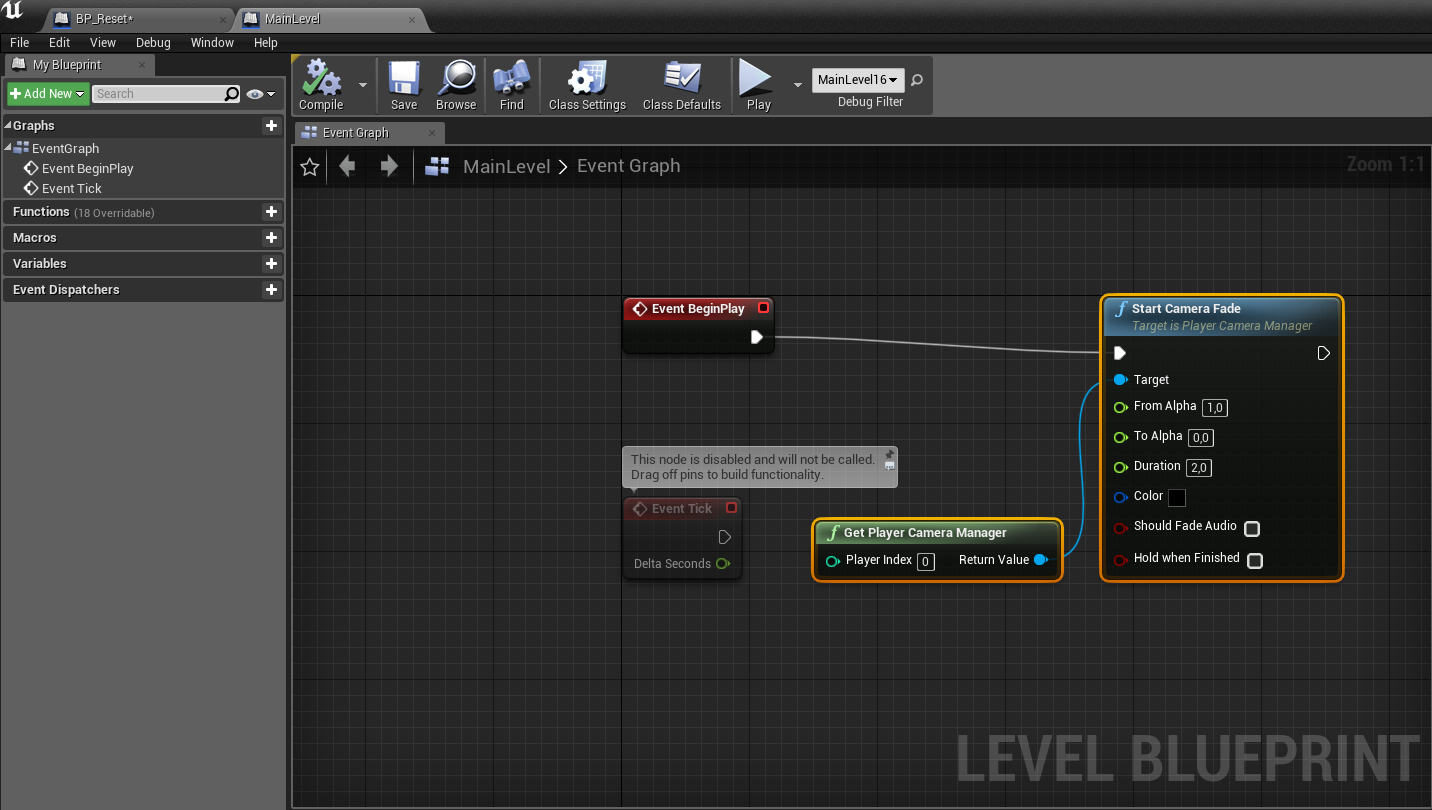 BP_Reset*
MainLevel
File Edit View Debug Window Help
My Blueprint
Add New
Search
Compile
Save
Browse
Find
Class Settings
Class Defaults
Play
MainLevel16
Debug Filter
Graphs
EventGraph
Event BeginPlay
Event Tick
Functions (18 Overridable)
Macros
Variables
Event Dispatchers
Event Graph
MainLevel > Event Graph
Zoom 1:1
Event BeginPlay
This node is disabled and will not be called.
Drag off pins to build functionality.
Event Tick
Delta Seconds
Get Player Camera Manager
Player Index 0
Return Value
Start Camera Fade
Target is Player Camera Manager
Target
From Alpha 1,0
To Alpha 0,0
Duration 2,0
Color
Should Fade Audio
Hold when Finished
LEVEL BLUEPRINT